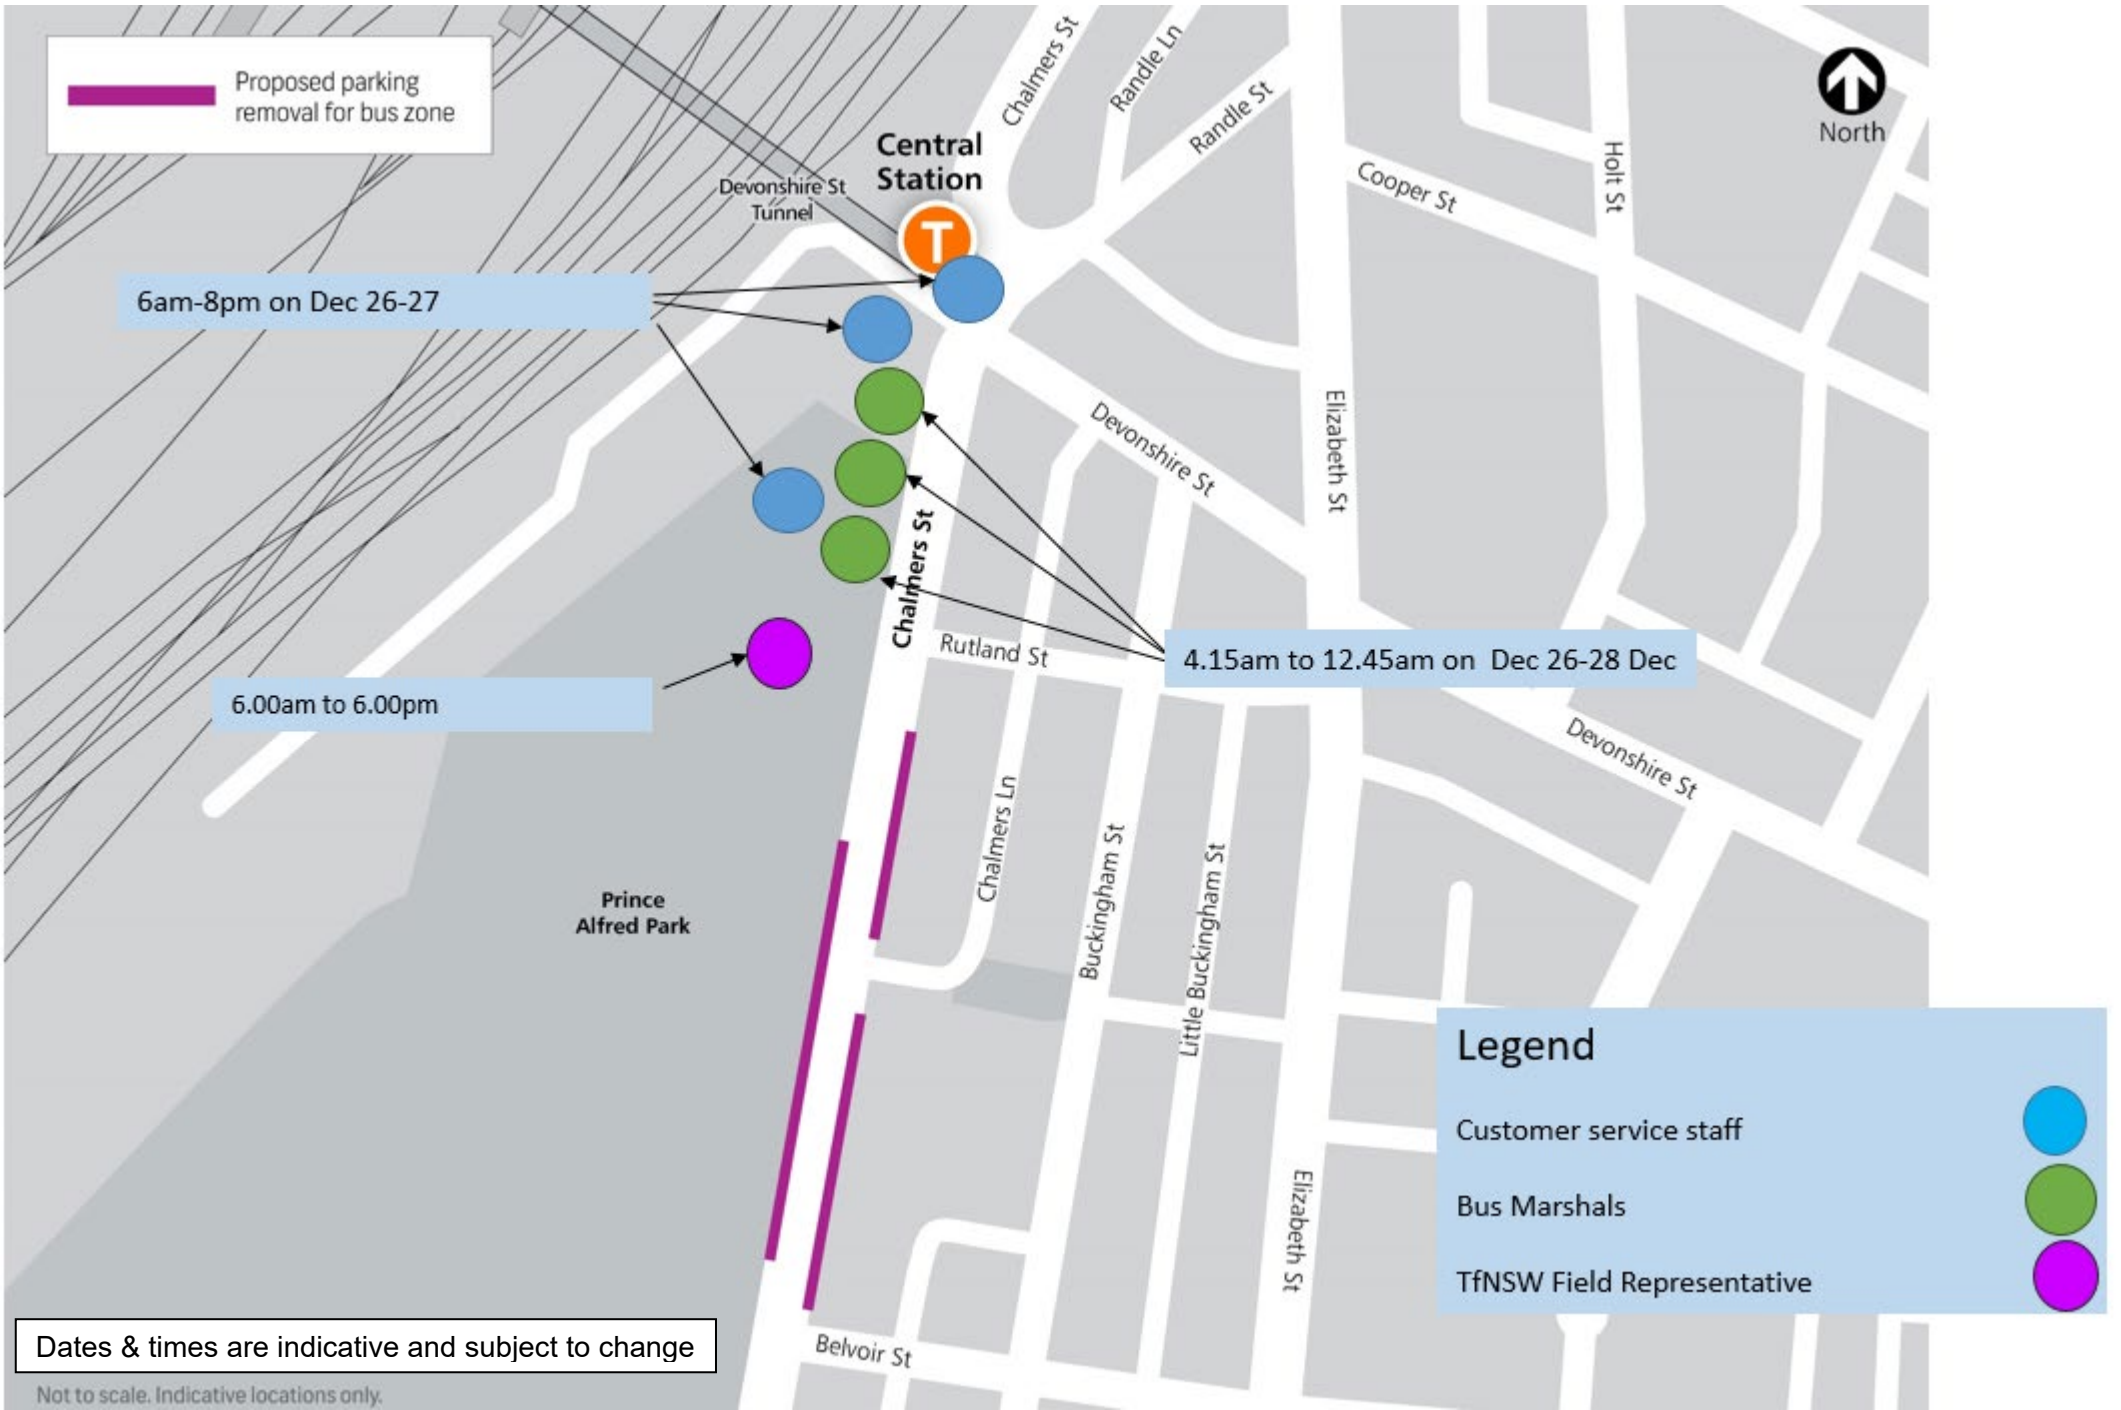 Proposed parking
removal for bus zone
Chalmers St
Randle Ln
Randle St
North
Central
Station
T
Devonshire St
Tunnel
Cooper St
Holt St
6am-8pm on Dec 26-27
Elizabeth St
Devonshire St
Chalmers St
Rutland St
4.15am to 12.45am on  Dec 26-28 Dec
6.00am to 6.00pm
Devonshire St
Chalmers Ln
Buckingham St
Little Buckingham St
Prince
Alfred Park
Elizabeth St
Legend
Customer service staff
Bus Marshals
TfNSW Field Representative
Belvoir St
Dates & times are indicative and subject to change
Not to scale. Indicative locations only.